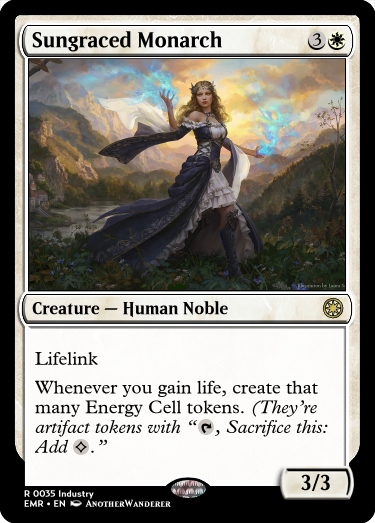 Sungraced Monarch 3
Creature — Human Noble
Lifelink
Whenever you gain life, create that
many Energy Cell tokens. (They're
artifact tokens with “, Sacrifice this:
Add .”)
3/3
R 0035 Industry
EMR • EN AnotherWanderer